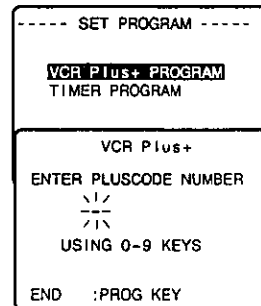 ----- SET PROGRAM -----
VCR Plus+ PROGRAM
TIMER PROGRAM
VCR Plus+
ENTER PLUSCODE NUMBER
---
USING 0-9 KEYS
END :PROG KEY